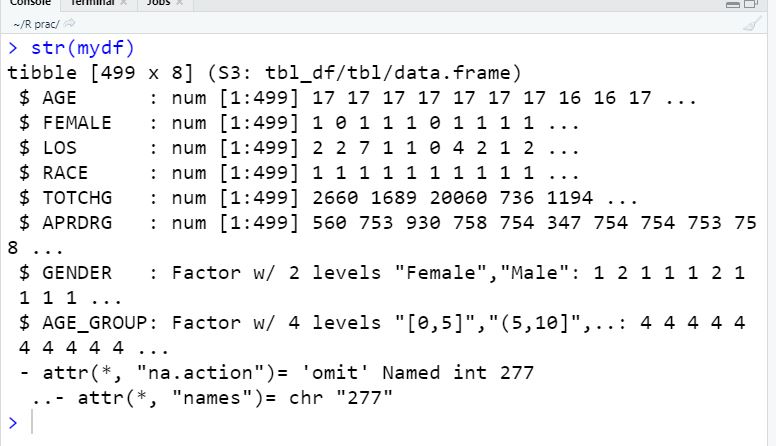 Console Terminal × Jobs ×
~/R prac/
> str(mydf)
tibble [499 x 8] (S3: tbl_df/tbl/data.frame)
 $ AGE      : num [1:499] 17 17 17 17 17 17 17 16 16 17 ...
 $ FEMALE   : num [1:499] 1 0 1 1 1 0 1 1 1 1 ...
 $ LOS      : num [1:499] 2 2 7 1 1 0 4 2 1 2 ...
 $ RACE     : num [1:499] 1 1 1 1 1 1 1 1 1 1 ...
 $ TOTCHG   : num [1:499] 2660 1689 20060 736 1194 ...
 $ APRDRG   : num [1:499] 560 753 930 758 754 347 754 754 753 75
8 ...
 $ GENDER   : Factor w/ 2 levels "Female","Male": 1 2 1 1 1 2 1
 1 1 1 ...
 $ AGE_GROUP: Factor w/ 4 levels "[0,5]","(5,10]",..: 4 4 4 4 4
 4 4 4 4 4 ...
 - attr(*, "na.action")= 'omit' Named int 277
  ..- attr(*, "names")= chr "277"
>